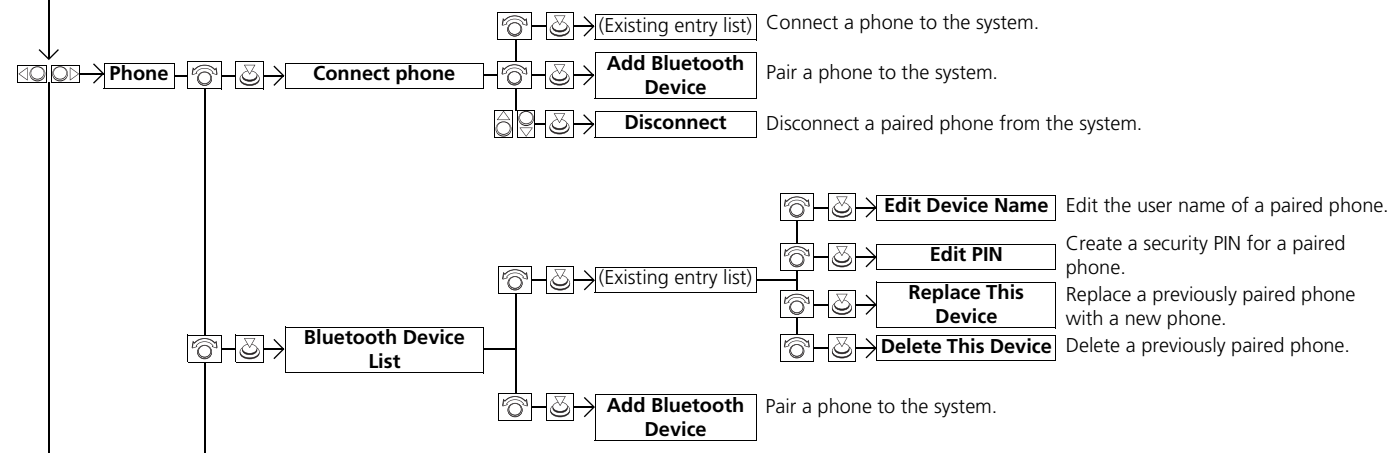 (Existing entry list) Connect a phone to the system.
Phone
Connect phone
Add Bluetooth
Device
Pair a phone to the system.
Disconnect
Disconnect a paired phone from the system.
Edit Device Name
Edit the user name of a paired phone.
Edit PIN
Create a security PIN for a paired
phone.
(Existing entry list)
Replace This
Device
Replace a previously paired phone
with a new phone.
Bluetooth Device
List
Delete This Device
Delete a previously paired phone.
Add Bluetooth
Device
Pair a phone to the system.